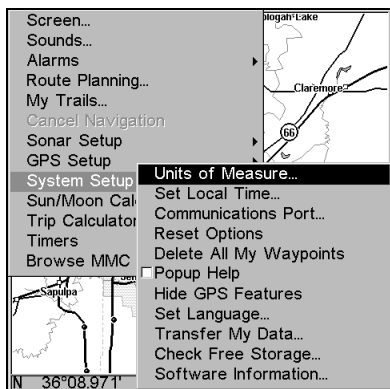 Screen...
Sounds...
Alarms
Route Planning...
My Trails...
Cancel Navigation
Sonar Setup
GPS Setup
System Setup
Sun/Moon Cal
Trip Calculator
Timers
Browse MMC
Units of Measure...
Set Local Time...
Communications Port...
Reset Options
Delete All My Waypoints
Popup Help
Hide GPS Features
Set Language...
Transfer My Data...
Check Free Storage...
Software Information...
ologah Lake
Claremore
66
Sapulpa
N 36°08.971'